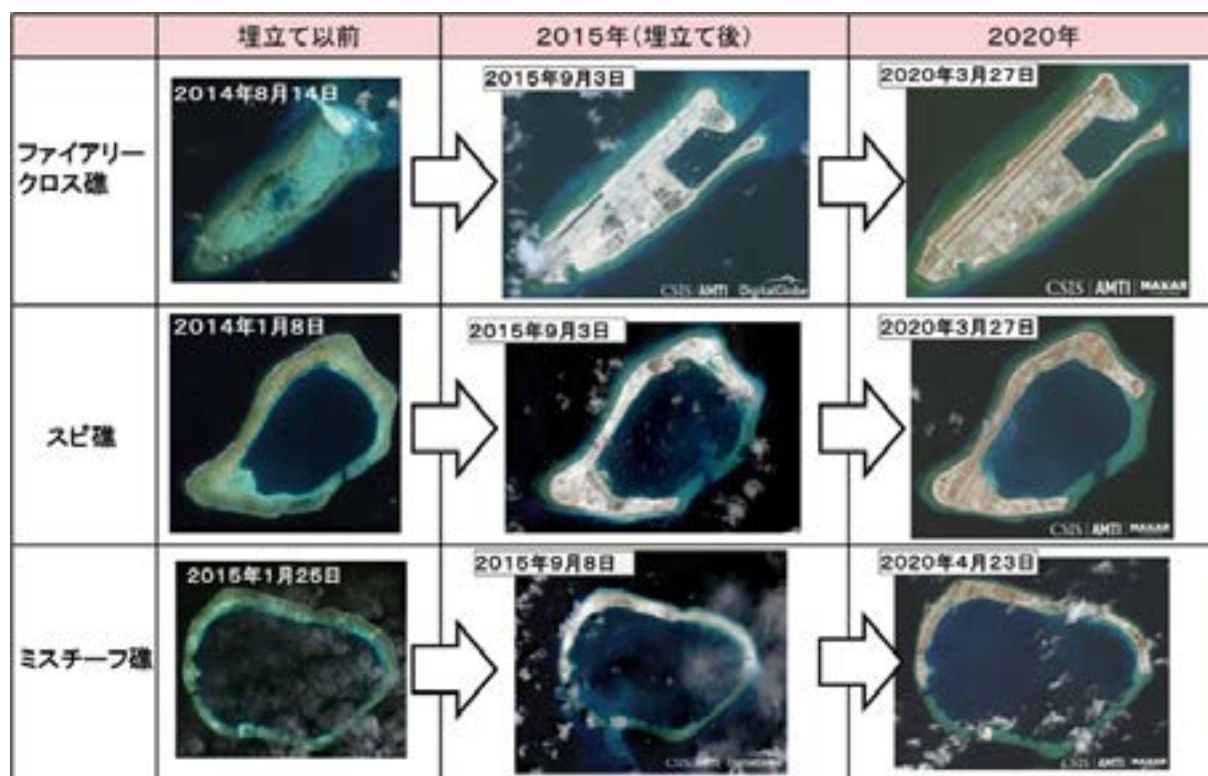 埋立て以前
2015年(埋立て後)
2020年
ファイアリー
クロス礁
2014年8月14日
2015年9月3日
CSIS AMTI DigitalGlobe
2020年3月27日
CSIS AMTI MAXAR
スビ礁
2014年1月8日
2015年9月3日
2020年3月27日
CSIS AMTI MAXAR
ミスチーフ礁
2015年1月25日
2015年9月8日
CSIS AMTI DigitalGlobe
2020年4月23日
CSIS AMTI MAXAR